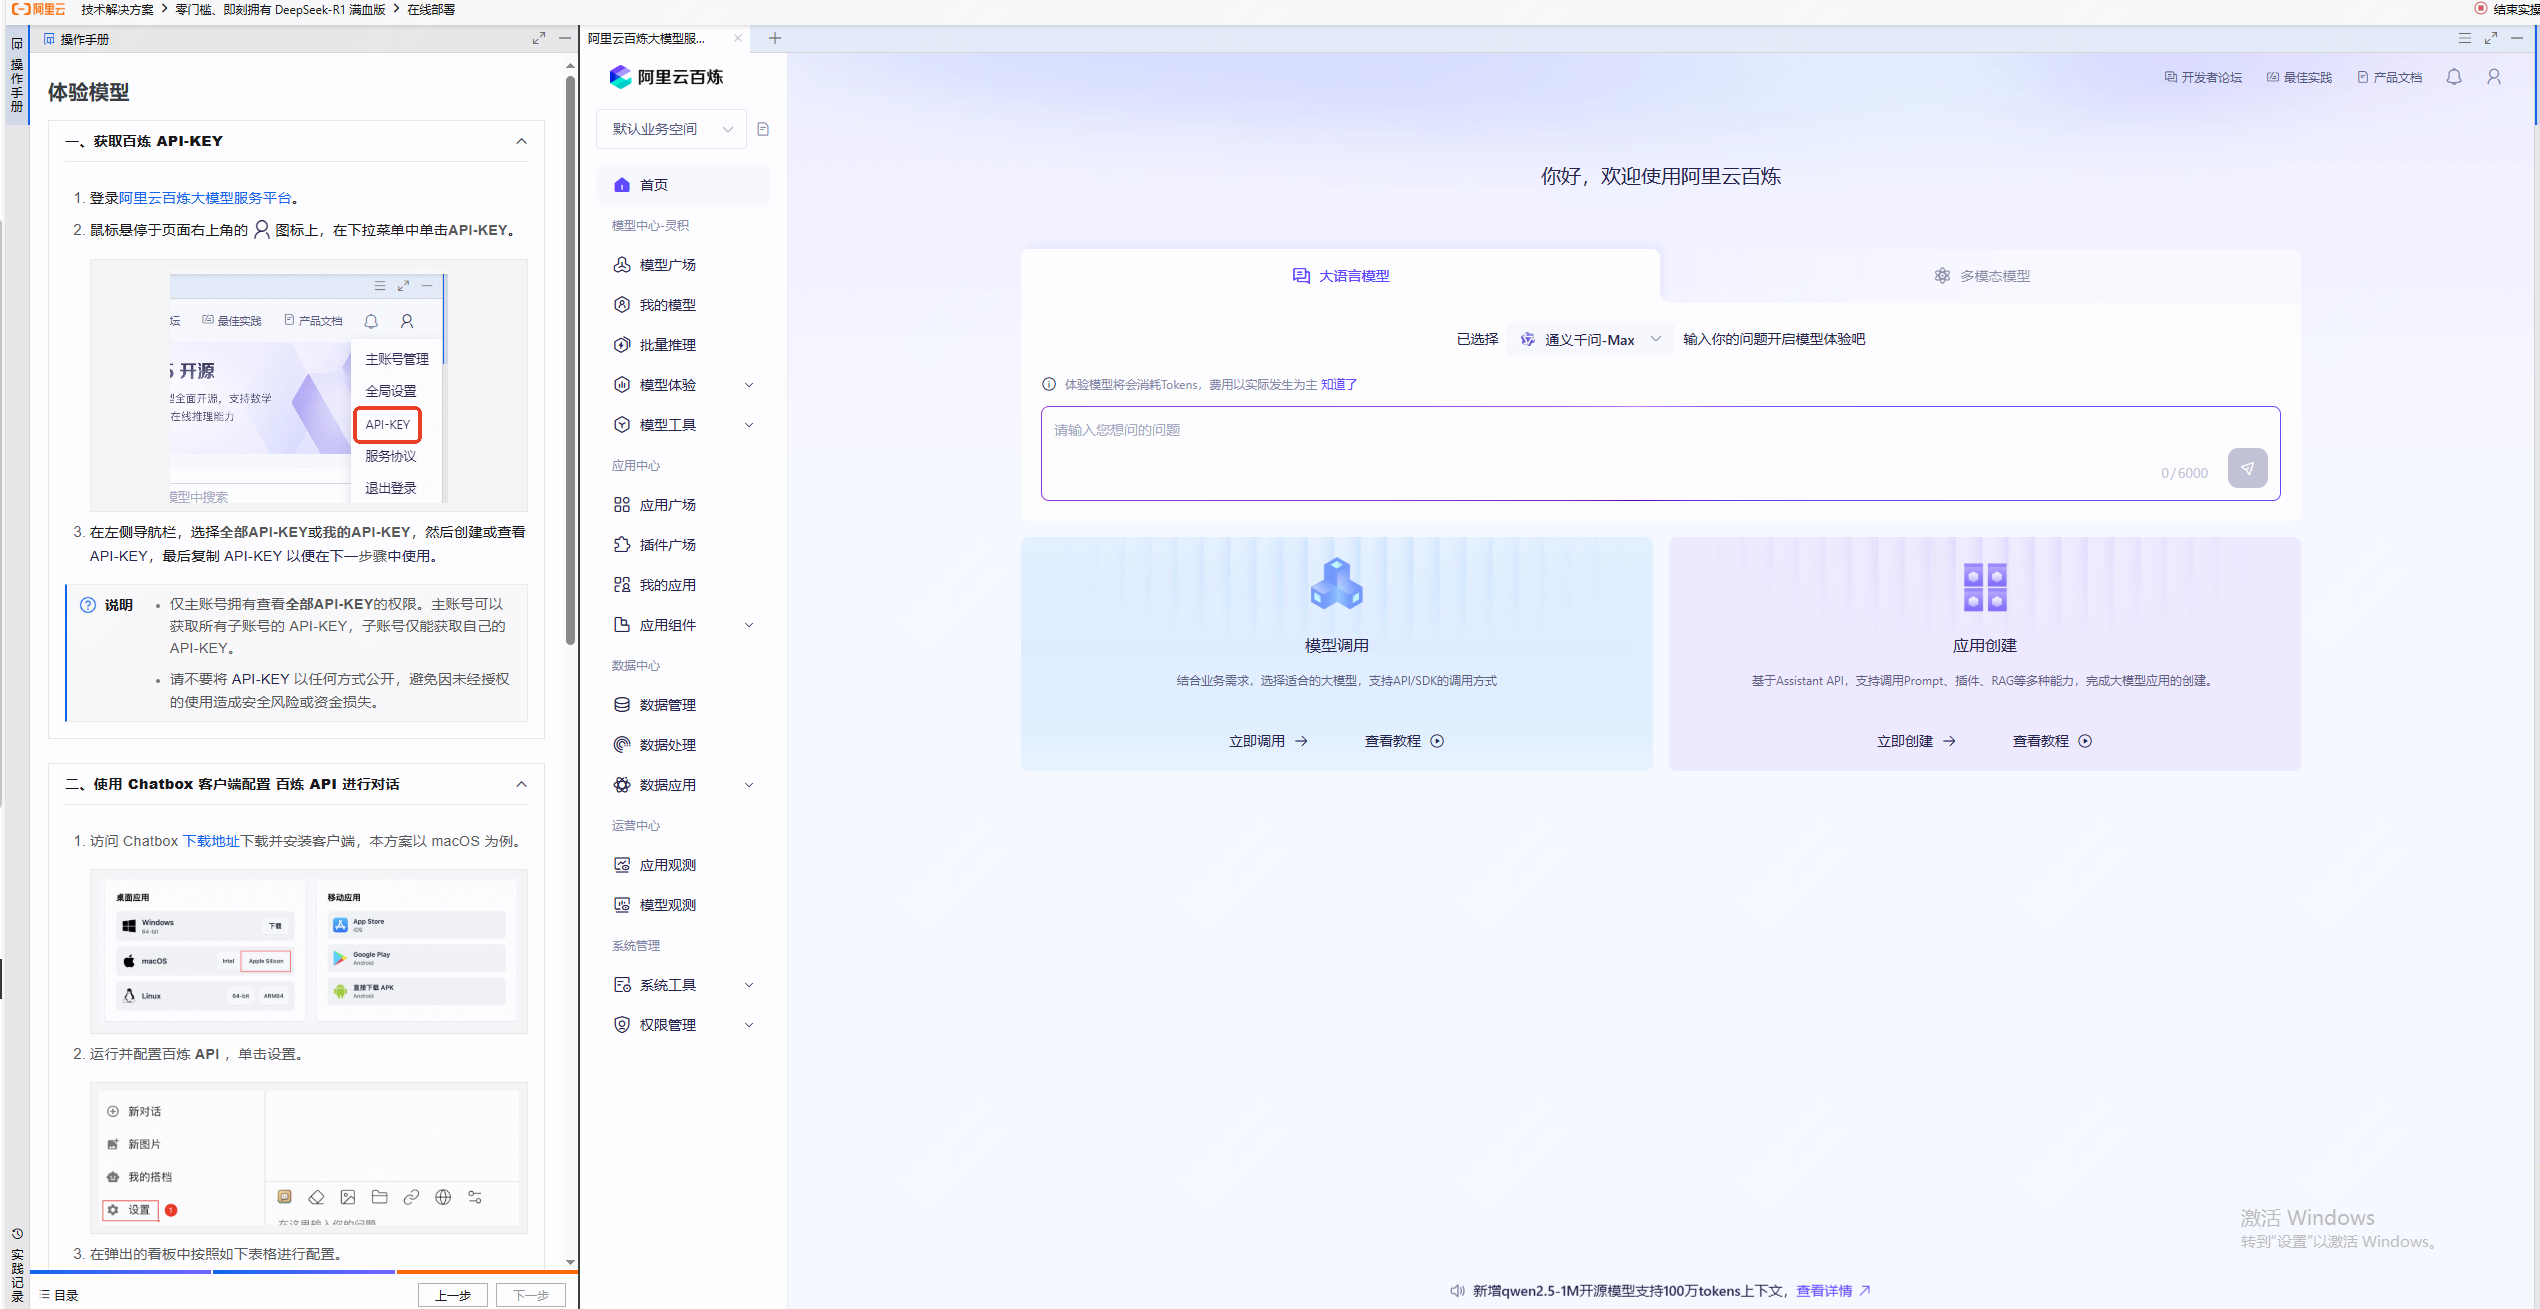 阿里云
技术解决方案 > 零门槛、即刻拥有 DeepSeek-R1 满血版 > 在线部署
结束实操
操作手册
操作手册
体验模型
一、获取百炼 API-KEY
1. 登录阿里云百炼大模型服务平台。
2. 鼠标悬停于页面右上角的 图标上，在下拉菜单中单击API-KEY。
坛 最佳实践 产品文档
主账号管理
5 开源
全局设置
型全面开源，支持数学
在线推理能力
API-KEY
服务协议
退出登录
模型中搜索
3. 在左侧导航栏，选择全部API-KEY或我的API-KEY，然后创建或查看
API-KEY，最后复制 API-KEY 以便在下一步骤中使用。
说明
• 仅主账号拥有查看全部API-KEY的权限。主账号可以
获取所有子账号的 API-KEY，子账号仅能获取自己的
API-KEY。
• 请不要将 API-KEY 以任何方式公开，避免因未经授权
的使用造成安全风险或资金损失。
二、使用 Chatbox 客户端配置 百炼 API 进行对话
1. 访问 Chatbox 下载地址下载并安装客户端，本方案以 macOS 为例。
桌面应用
Windows
64-bit
下载
macOS
Intel
Apple Silicon
Linux
64-bit
ARM64
移动应用
App Store
iOS
Google Play
Android
直接下载 APK
Android
2. 运行并配置百炼 API ，单击设置。
新对话
新图片
我的搭档
设置
1
在这里输入你的问题
3. 在弹出的看板中按照如下表格进行配置。
实践记录
目录
上一步
下一步
阿里云百炼大模型服...
阿里云百炼
默认业务空间
首页
模型中心-灵积
模型广场
我的模型
批量推理
模型体验
模型工具
应用中心
应用广场
插件广场
我的应用
应用组件
数据中心
数据管理
数据处理
数据应用
运营中心
应用观测
模型观测
系统管理
系统工具
权限管理
开发者论坛
最佳实践
产品文档
你好，欢迎使用阿里云百炼
大语言模型
多模态模型
已选择 通义千问-Max 输入你的问题开启模型体验吧
体验模型将会消耗Tokens，费用以实际发生为主 知道了
请输入您想问的问题
0/6000
模型调用
结合业务需求，选择适合的大模型，支持API/SDK的调用方式
立即调用 → 查看教程
应用创建
基于Assistant API，支持调用Prompt、插件、RAG等多种能力，完成大模型应用的创建。
立即创建 → 查看教程
激活 Windows
转到“设置”以激活 Windows。
新增qwen2.5-1M开源模型支持100万tokens上下文，查看详情